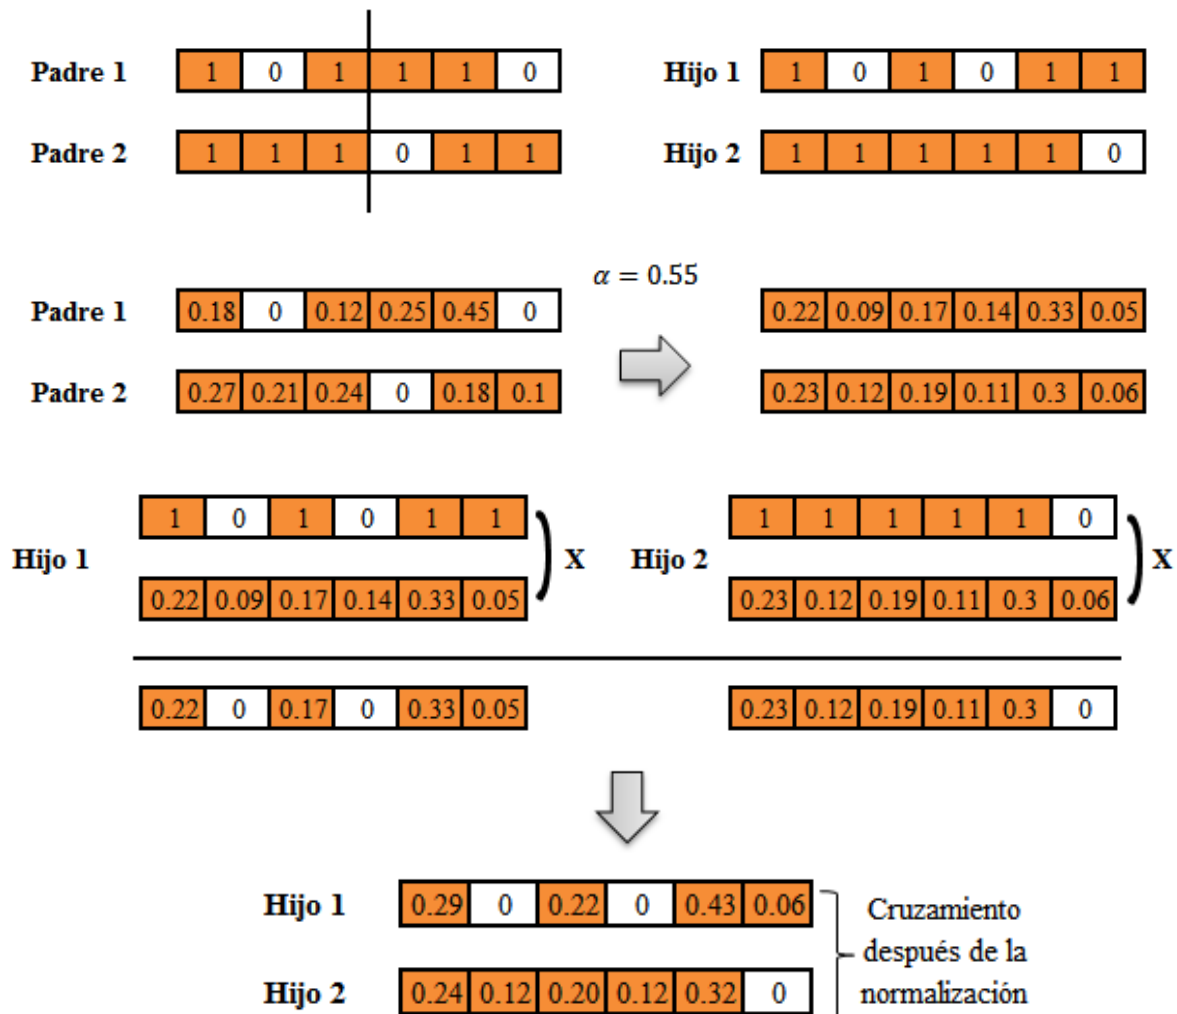 Padre 1 1 0 1 1 1 0 Hijo 1 1 0 1 0 1 1
Padre 2 1 1 1 0 1 1 Hijo 2 1 1 1 1 1 0
α = 0.55
Padre 1 0.18 0 0.12 0.25 0.45 0 0.22 0.09 0.17 0.14 0.33 0.05
Padre 2 0.27 0.21 0.24 0 0.18 0.1 0.23 0.12 0.19 0.11 0.3 0.06
1 0 1 0 1 1 1 1 1 1 1 0
Hijo 1 X Hijo 2 X
0.22 0.09 0.17 0.14 0.33 0.05 0.23 0.12 0.19 0.11 0.3 0.06
0.22 0 0.17 0 0.33 0.05 0.23 0.12 0.19 0.11 0.3 0
Hijo 1 0.29 0 0.22 0 0.43 0.06
Hijo 2 0.24 0.12 0.20 0.12 0.32 0
Cruzamiento
después de la
normalización